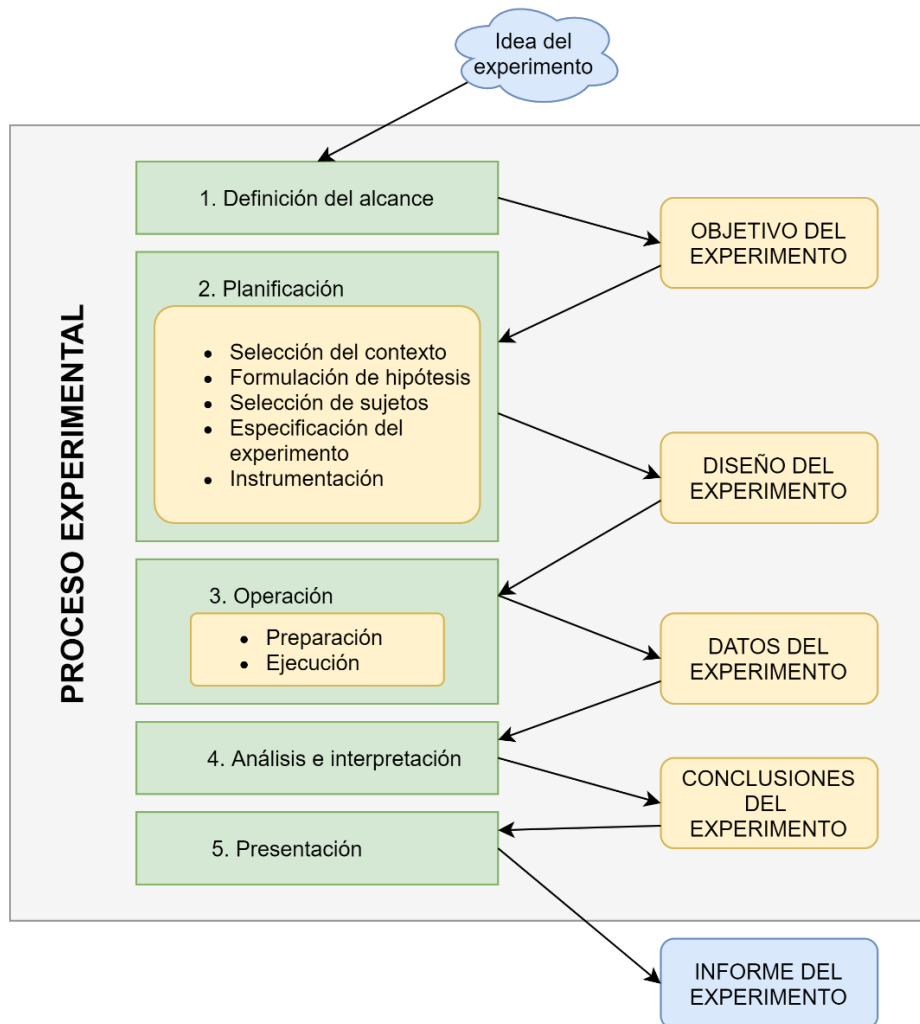 Idea del
experimento
PROCESO EXPERIMENTAL
1. Definición del alcance
OBJETIVO DEL
EXPERIMENTO
2. Planificación
• Selección del contexto
• Formulación de hipótesis
• Selección de sujetos
• Especificación del
experimento
• Instrumentación
DISEÑO DEL
EXPERIMENTO
3. Operación
• Preparación
• Ejecución
DATOS DEL
EXPERIMENTO
4. Análisis e interpretación
CONCLUSIONES
DEL
EXPERIMENTO
5. Presentación
INFORME DEL
EXPERIMENTO